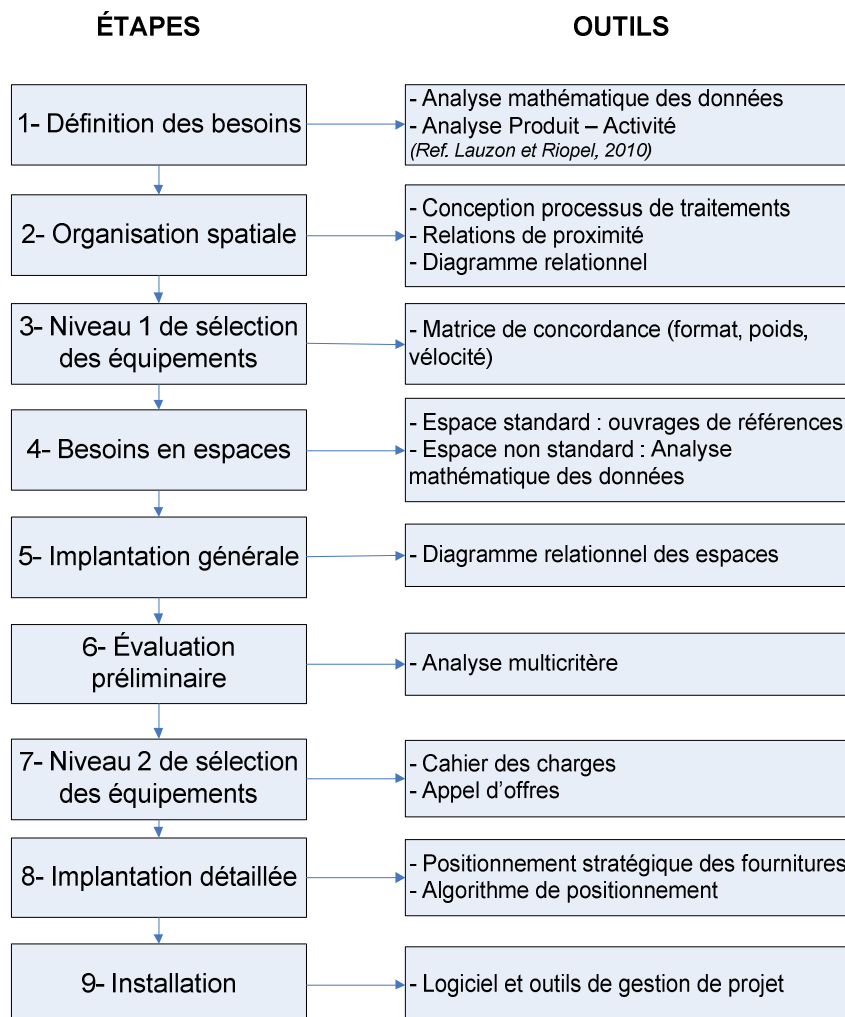 ÉTAPES
OUTILS
1- Définition des besoins
- Analyse mathématique des données
- Analyse Produit – Activité
(Ref. Lauzon et Riopel, 2010)
2- Organisation spatiale
- Conception processus de traitements
- Relations de proximité
- Diagramme relationnel
3- Niveau 1 de sélection
des équipements
- Matrice de concordance (format, poids,
vélocité)
4- Besoins en espaces
- Espace standard : ouvrages de références
- Espace non standard : Analyse
mathématique des données
5- Implantation générale
- Diagramme relationnel des espaces
6- Évaluation
préliminaire
- Analyse multicritère
7- Niveau 2 de sélection
des équipements
- Cahier des charges
- Appel d’offres
8- Implantation détaillée
- Positionnement stratégique des fournitures
- Algorithme de positionnement
9- Installation
- Logiciel et outils de gestion de projet